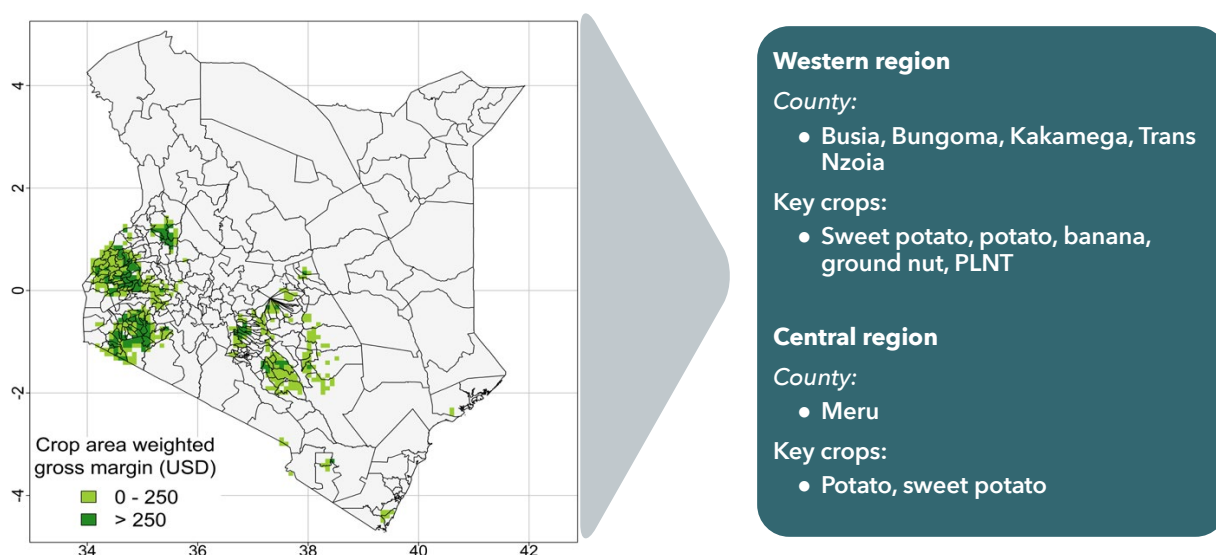 4
2
0
-2
-4
Crop area weighted
gross margin (USD)
0 - 250
> 250
34
36
38
40
42
Western region
County:
● Busia, Bungoma, Kakamega, Trans
Nzoia
Key crops:
● Sweet potato, potato, banana,
ground nut, PLNT
Central region
County:
● Meru
Key crops:
● Potato, sweet potato